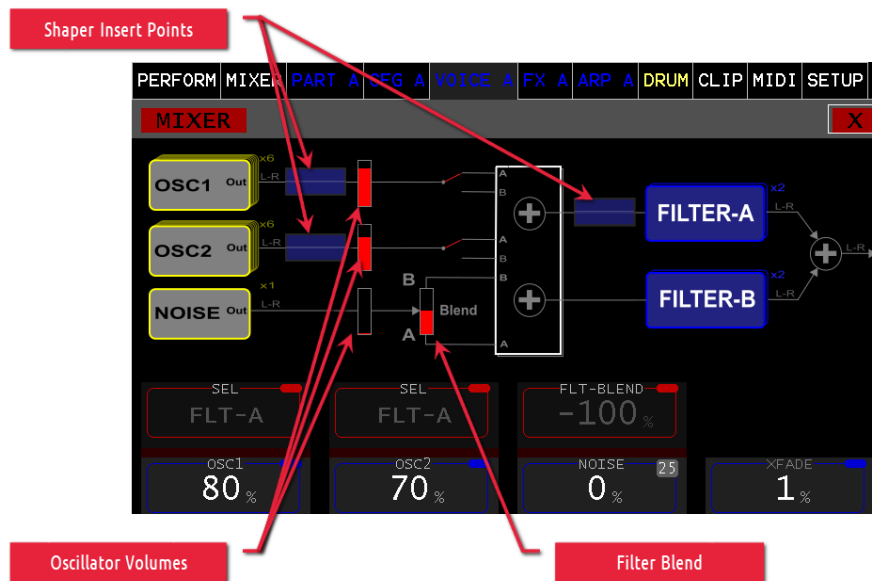 Shaper Insert Points
PERFORM MIXER PART A SEG A VOICE A FX A ARP A DRUM CLIP MIDI SETUP
MIXER X
x6
OSC1 Out L-R
A
B
x2
FILTER-A L-R
x6
OSC2 Out L-R
A
B
L-R
x1
NOISE Out L-R
B
Blend
A
B
A
x2
FILTER-B L-R
SEL
FLT-A
SEL
FLT-A
FLT-BLEND
-100 %
OSC1
80 %
OSC2
70 %
NOISE 25
0 %
XFADE
1 %
Oscillator Volumes
Filter Blend